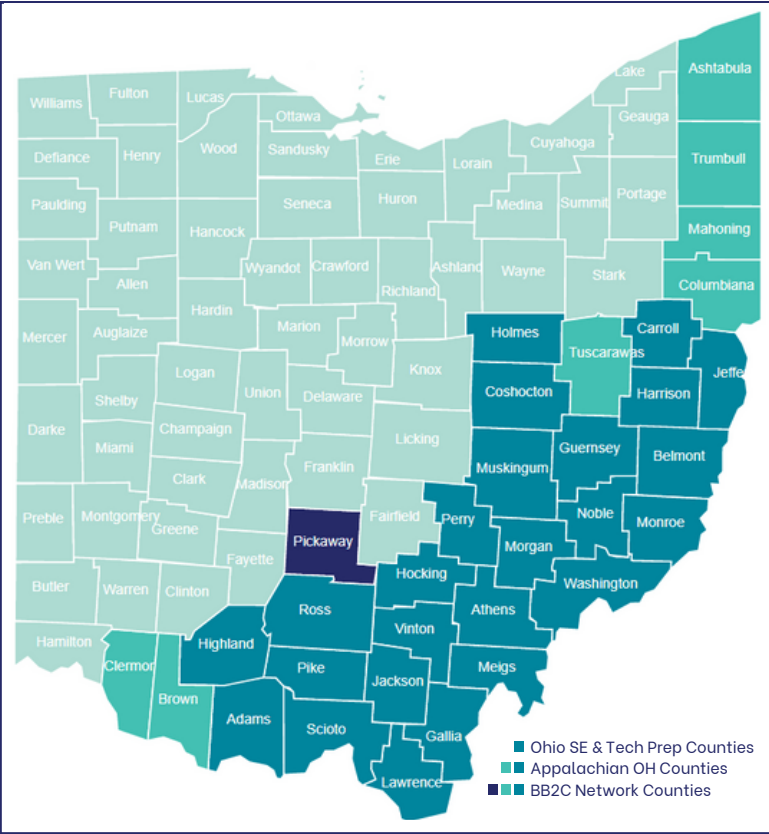 Lake
Ashtabula
Williams
Fulton
Lucas
Ottawa
Geauga
Defiance
Henry
Wood
Sandusky
Erie
Lorain
Cuyahoga
Trumbull
Paulding
Putnam
Hancock
Seneca
Huron
Medina
Summit
Portage
Mahoning
Van Wert
Allen
Wyandot
Crawford
Richland
Ashland
Wayne
Stark
Columbiana
Mercer
Auglaize
Hardin
Marion
Morrow
Holmes
Tuscarawas
Carroll
Logan
Union
Delaware
Knox
Coshocton
Harrison
Jeffe
Darke
Shelby
Miami
Champaign
Licking
Muskingum
Guernsey
Belmont
Clark
Madison
Franklin
Preble
Montgomery
Greene
Pickaway
Fairfield
Perry
Noble
Monroe
Morgan
Butler
Warren
Clinton
Fayette
Hocking
Washington
Hamilton
Clermor
Highland
Ross
Vinton
Athens
Brown
Pike
Jackson
Meigs
Adams
Scioto
Gallia
Lawrence
Ohio SE & Tech Prep Counties
Appalachian OH Counties
BB2C Network Counties